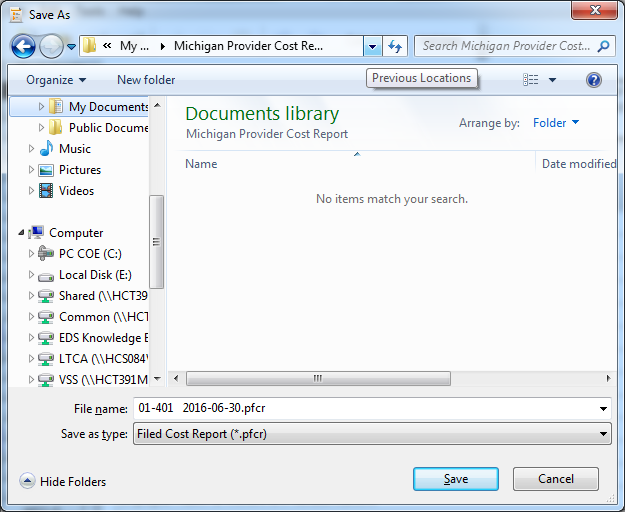 Save As
My ... Michigan Provider Cost Re... Search Michigan Provider Cost...
Previous Locations
Organize New folder
My Documents
Public Docume
Music
Pictures
Videos
Computer
PC COE (C:)
Local Disk (E:)
Shared (\\HCT39
Common (\\HCT
EDS Knowledge E
LTCA (\\HCS084V
VSS (\\HCT391M
Documents library
Michigan Provider Cost Report
Arrange by: Folder
Name Date modified
No items match your search.
File name: 01-401 2016-06-30.pfcr
Save as type: Filed Cost Report (*.pfcr)
Hide Folders Save Cancel